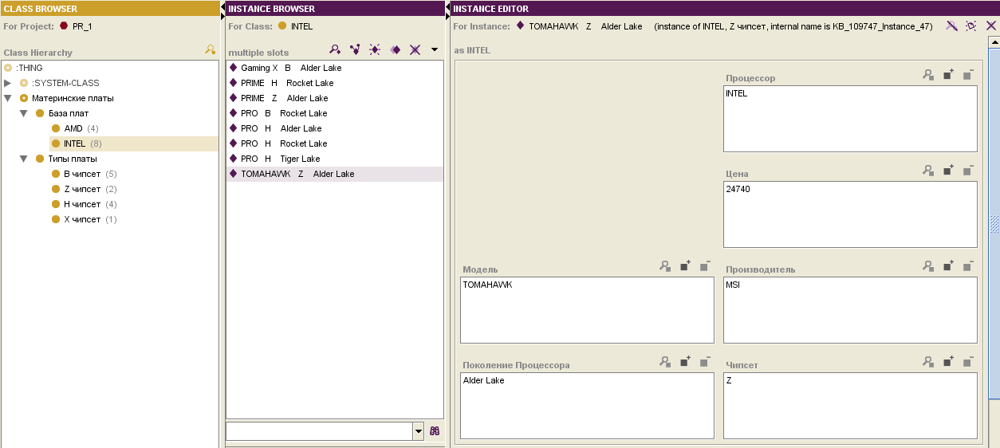 CLASS BROWSER
For Project: PR_1
Class Hierarchy
:THING
:SYSTEM-CLASS
Материнские платы
База плат
AMD (4)
INTEL (8)
Типы платы
B чипсет (5)
Z чипсет (2)
H чипсет (4)
X чипсет (1)
INSTANCE BROWSER
For Class: INTEL
multiple slots
Gaming X B Alder Lake
PRIME H Rocket Lake
PRIME Z Alder Lake
PRO B Rocket Lake
PRO H Alder Lake
PRO H Rocket Lake
PRO H Tiger Lake
TOMAHAWK Z Alder Lake
INSTANCE EDITOR
For Instance: TOMAHAWK Z Alder Lake (instance of INTEL, Z чипсет, internal name is KB_109747_Instance_47)
as INTEL
Процессор
INTEL
Цена
24740
Модель
TOMAHAWK
Производитель
MSI
Поколение Процессора
Alder Lake
Чипсет
Z